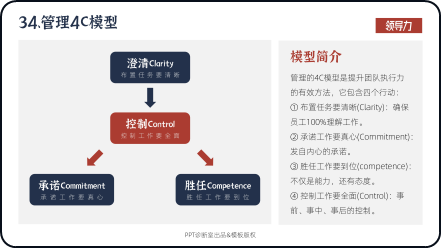 34.管理4C模型
领导力
澄清Clarity
布置任务要清晰
控制Control
控制工作要全面
承诺Commitment
承诺工作要真心
胜任Competence
胜任工作要到位
模型简介
管理的4C模型是提升团队执行力
的有效方法，它包含四个行动：
① 布置任务要清晰(Clarity)：确保
员工100%理解工作。
② 承诺工作要真心(Commitment)：
发自内心的承诺。
③ 胜任工作要到位(competence)：
不仅是能力，还有态度。
④ 控制工作要全面(Control)：事
前、事中、事后的控制。
PPT诊断室出品&模板版权